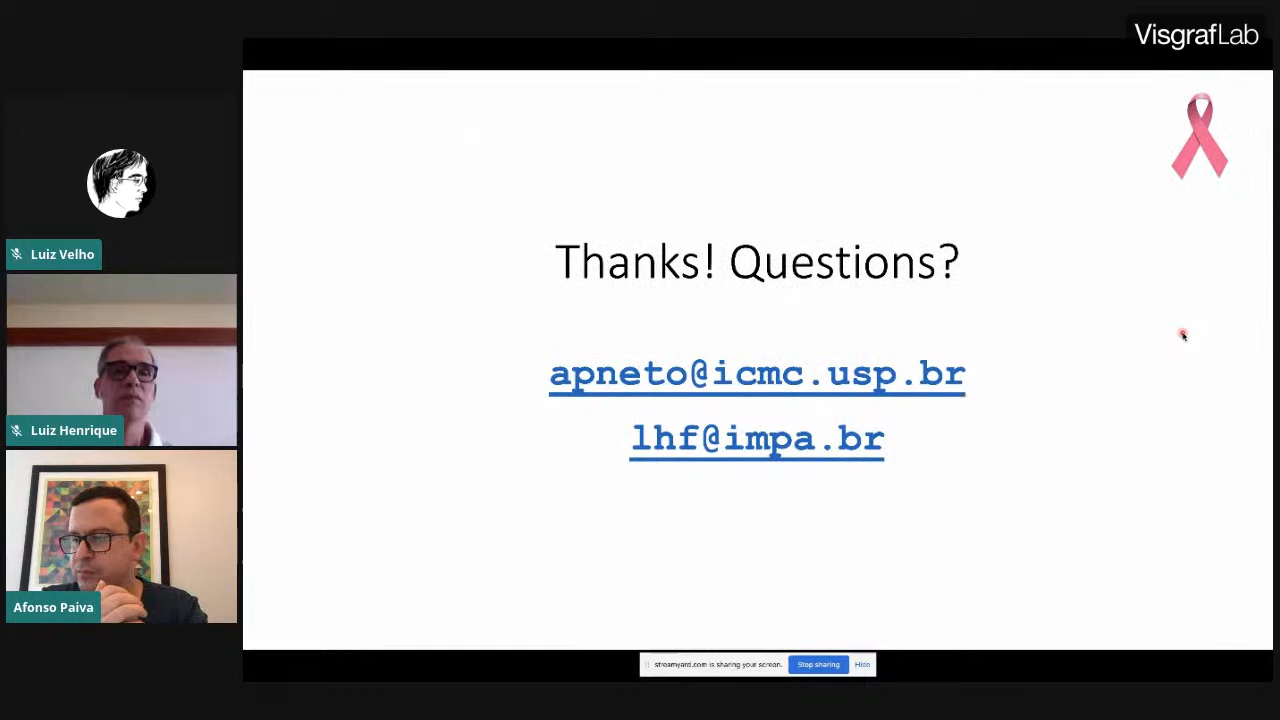 VisgrafLab
Luiz Velho
Luiz Henrique
Afonso Paiva
Thanks! Questions?
apneto@icmc.usp.br
lhf@impa.br
streamyard.com is sharing your screen. Stop sharing Hide